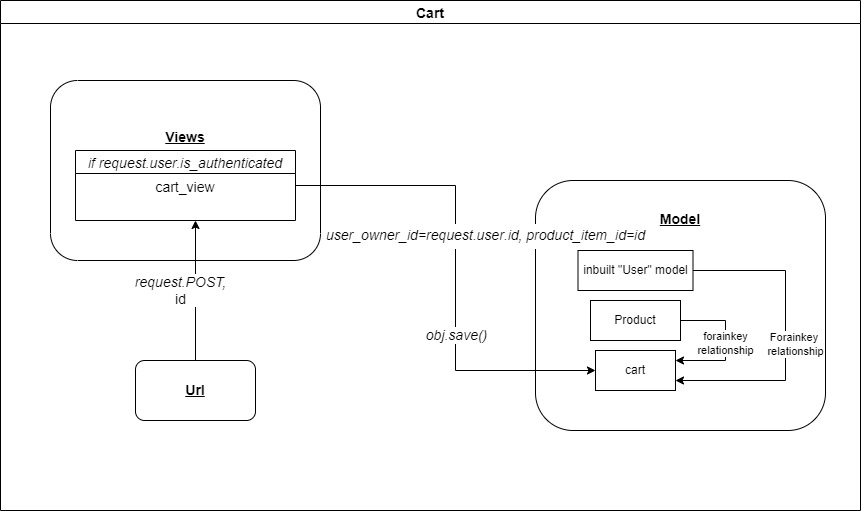 Cart
Views
if request.user.is_authenticated
cart_view
user_owner_id=request.user.id, product_item_id=id
request.POST,
id
obj.save()
Url
Model
inbuilt "User" model
Product
cart
forainkey
relationship
Forainkey
relationship